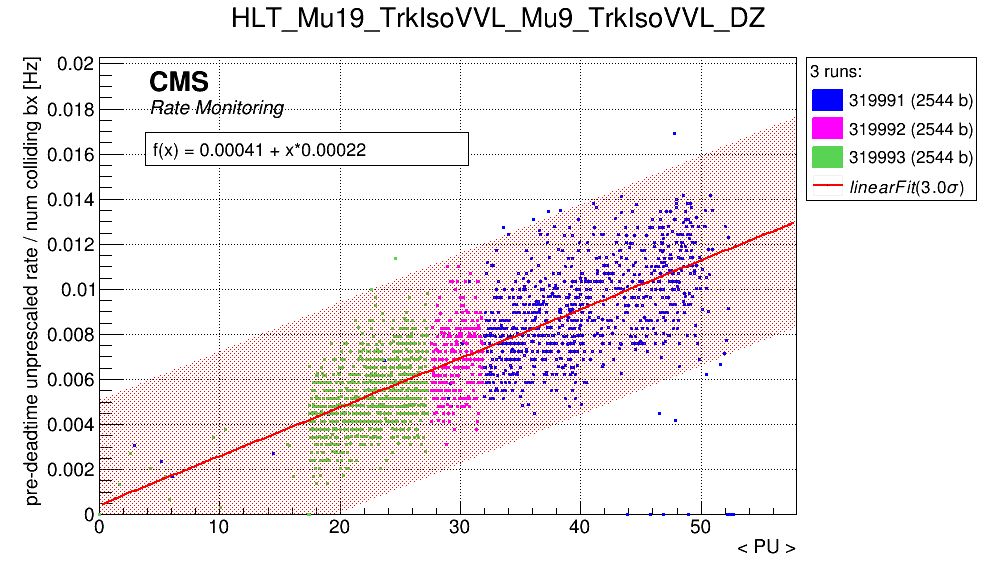 HLT_Mu19_TrkIsoVVL_Mu9_TrkIsoVVL_DZ
pre-deadtime unprescaled rate / num colliding bx [Hz]
0.02
0.018
0.016
0.014
0.012
0.01
0.008
0.006
0.004
0.002
0
CMS
Rate Monitoring
f(x) = 0.00041 + x*0.00022
0 10 20 30 40 50
< PU >
3 runs:
319991 (2544 b)
319992 (2544 b)
319993 (2544 b)
linearFit(3.0σ)